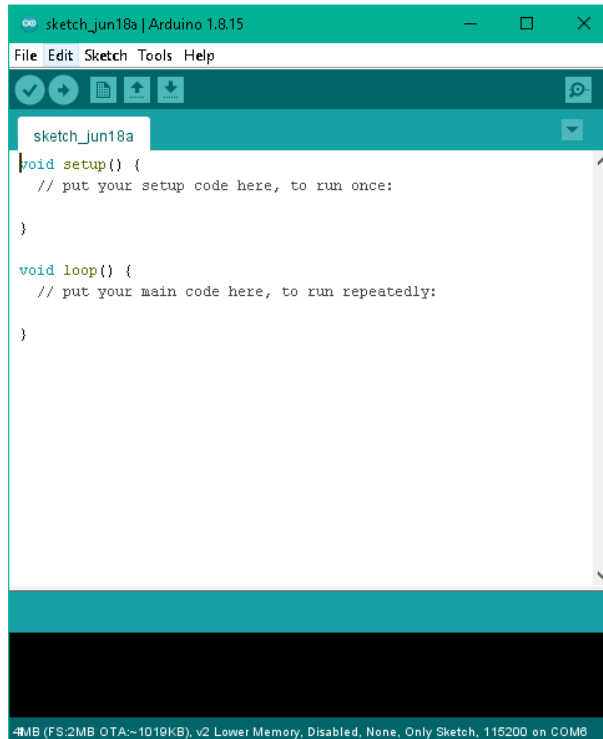 sketch_jun18a | Arduino 1.8.15
File Edit Sketch Tools Help
sketch_jun18a
void setup() {
  // put your setup code here, to run once:
}
void loop() {
  // put your main code here, to run repeatedly:
}
4MB (FS:2MB OTA:~1019KB), v2 Lower Memory, Disabled, None, Only Sketch, 115200 on COM6